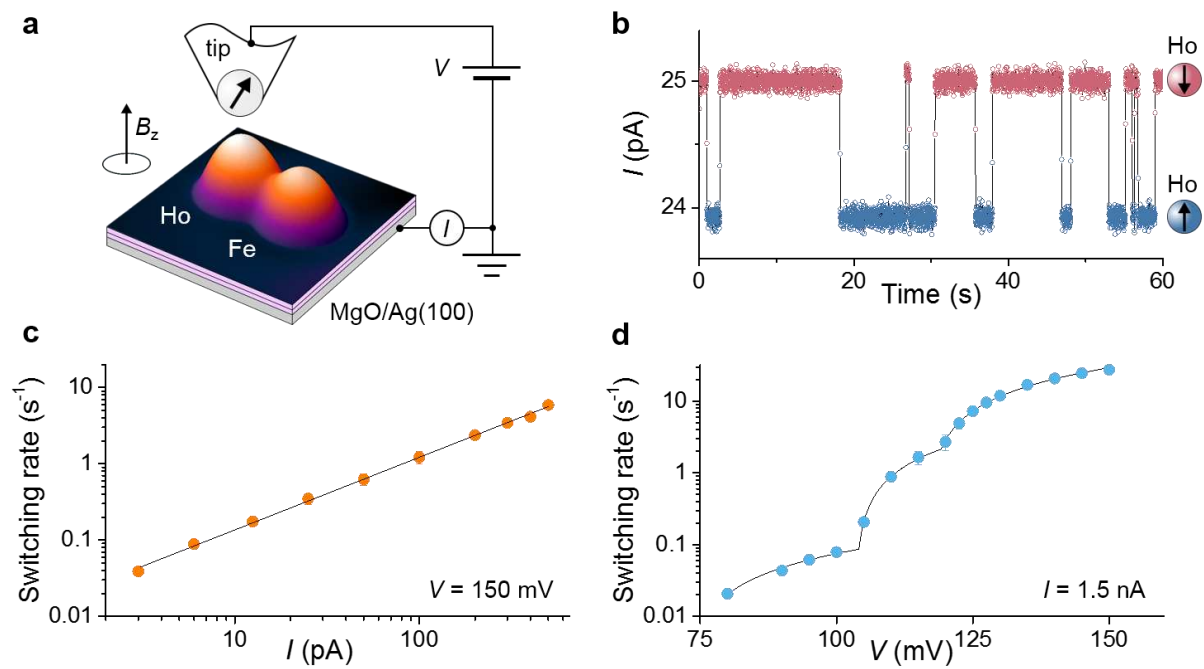 a
tip
V
B_z
Ho
Fe
I
MgO/Ag(100)
b
I (pA)
25
24
0
20
40
60
Time (s)
Ho
Ho
c
Switching rate (s⁻¹)
10
1
0.1
0.01
10
100
I (pA)
V = 150 mV
d
Switching rate (s⁻¹)
10
1
0.1
0.01
75
100
125
150
V (mV)
I = 1.5 nA